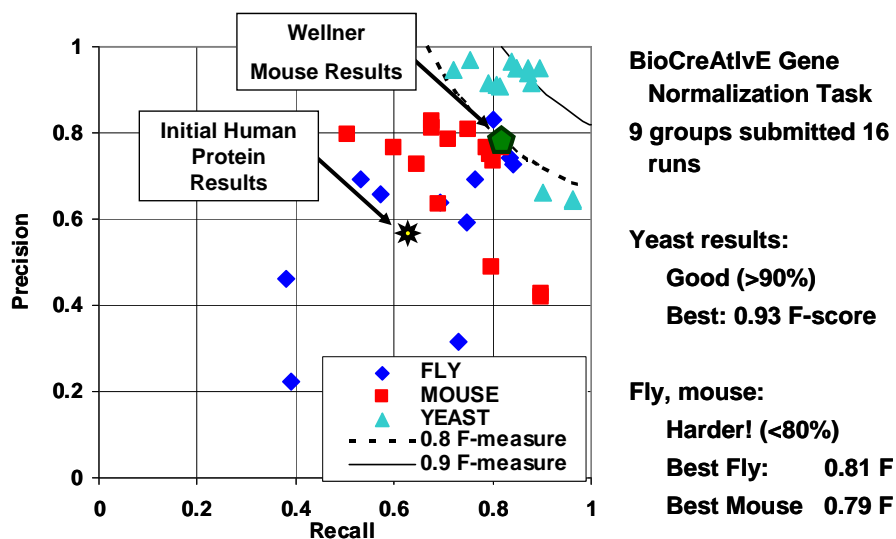 Wellner
Mouse Results
Initial Human
Protein
Results
Precision
1
0.8
0.6
0.4
0.2
0
0
0.2
0.4
0.6
0.8
1
Recall
FLY
MOUSE
YEAST
0.8 F-measure
0.9 F-measure
BioCreAtIvE Gene
Normalization Task
9 groups submitted 16
runs
Yeast results:
Good (>90%)
Best: 0.93 F-score
Fly, mouse:
Harder! (<80%)
Best Fly: 0.81 F
Best Mouse 0.79 F